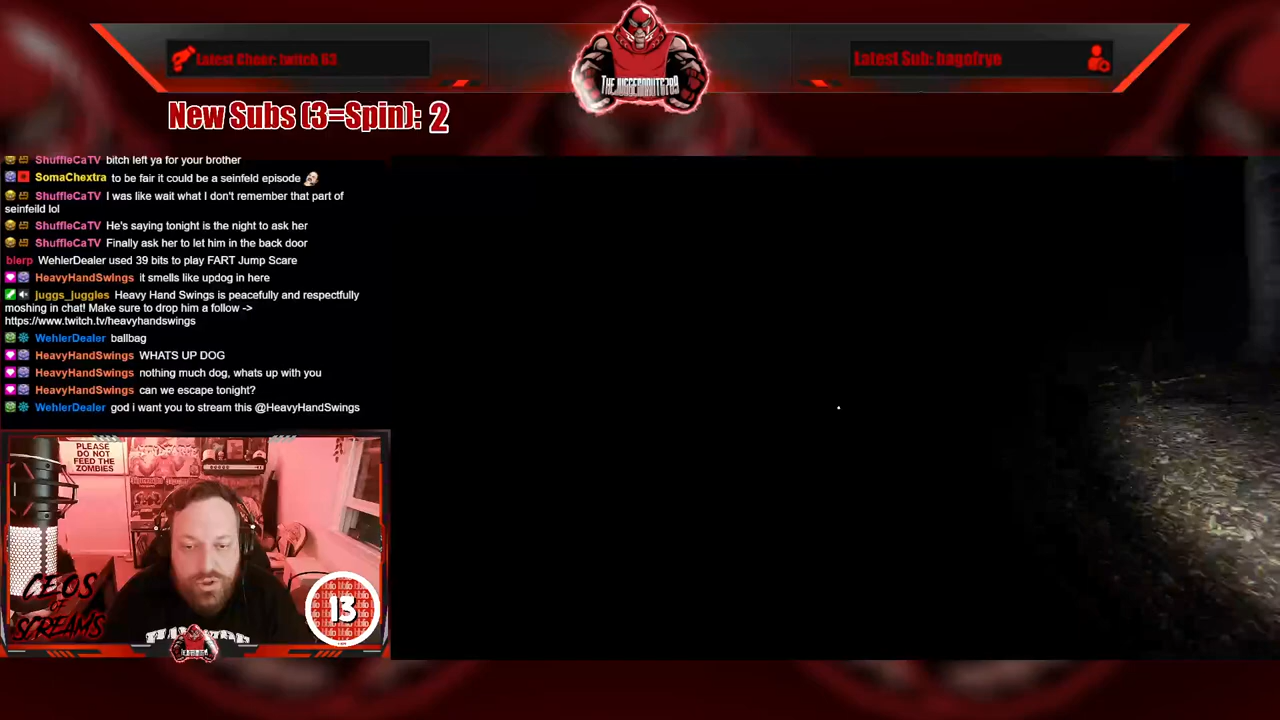 Latest Cheer: twitch 63
THEJUGGERNAUT6789
Latest Sub: bagofrye
New Subs (3=Spin): 2
ShuffleCaTV bitch left ya for your brother
SomaChextra to be fair it could be a seinfeld episode
ShuffleCaTV I was like wait what I don't remember that part of
seinfeild lol
ShuffleCaTV He's saying tonight is the night to ask her
ShuffleCaTV Finally ask her to let him in the back door
blerp WehlerDealer used 39 bits to play FART Jump Scare
HeavyHandSwings it smells like updog in here
juggs_juggles Heavy Hand Swings is peacefully and respectfully
moshing in chat! Make sure to drop him a follow ->
https://www.twitch.tv/heavyhandswings
WehlerDealer ballbag
HeavyHandSwings WHATS UP DOG
HeavyHandSwings nothing much dog, whats up with you
HeavyHandSwings can we escape tonight?
WehlerDealer god i want you to stream this @HeavyHandSwings
PLEASE
DO NOT
FEED THE
ZOMBIES
CEOS
OF
SCREAMS
13